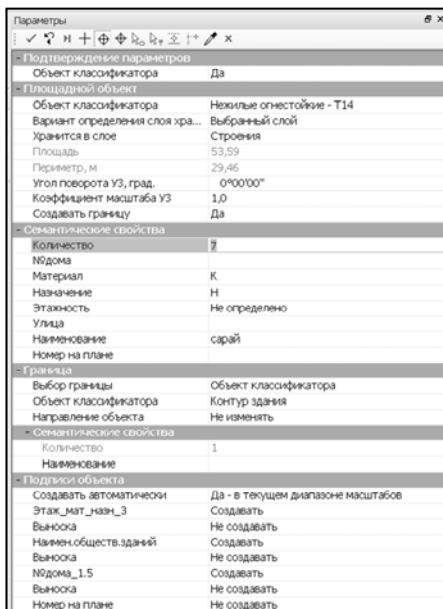 Параметры
- Подтверждение параметров
Объект классификатора Да
- Площадной объект
Объект классификатора Нежилые огнестойкие - Т14
Вариант определения слоя хра... Выбранный слой
Хранится в слое Строения
Площадь 53,59
Периметр, м 29,46
Угол поворота УЗ, град. 0°00'00"
Коэффициент масштаба УЗ 1,0
Создавать границу Да
- Семантические свойства
Количество 7
№дома
Материал К
Назначение Н
Этажность Не определено
Улица
Наименование сарай
Номер на плане
- Граница
Выбор границы Объект классификатора
Объект классификатора Контур здания
Направление объекта Не изменять
- Семантические свойства
Количество 1
Наименование
- Подписи объекта
Создавать автоматически Да - в текущем диапазоне масштабов
Этаж_мат_назн_3 Создавать
Выноска Не создавать
Наимен.обществ.зданий Создавать
Выноска Не создавать
№дома_1.5 Создавать
Выноска Не создавать
Номер на плане Не создавать